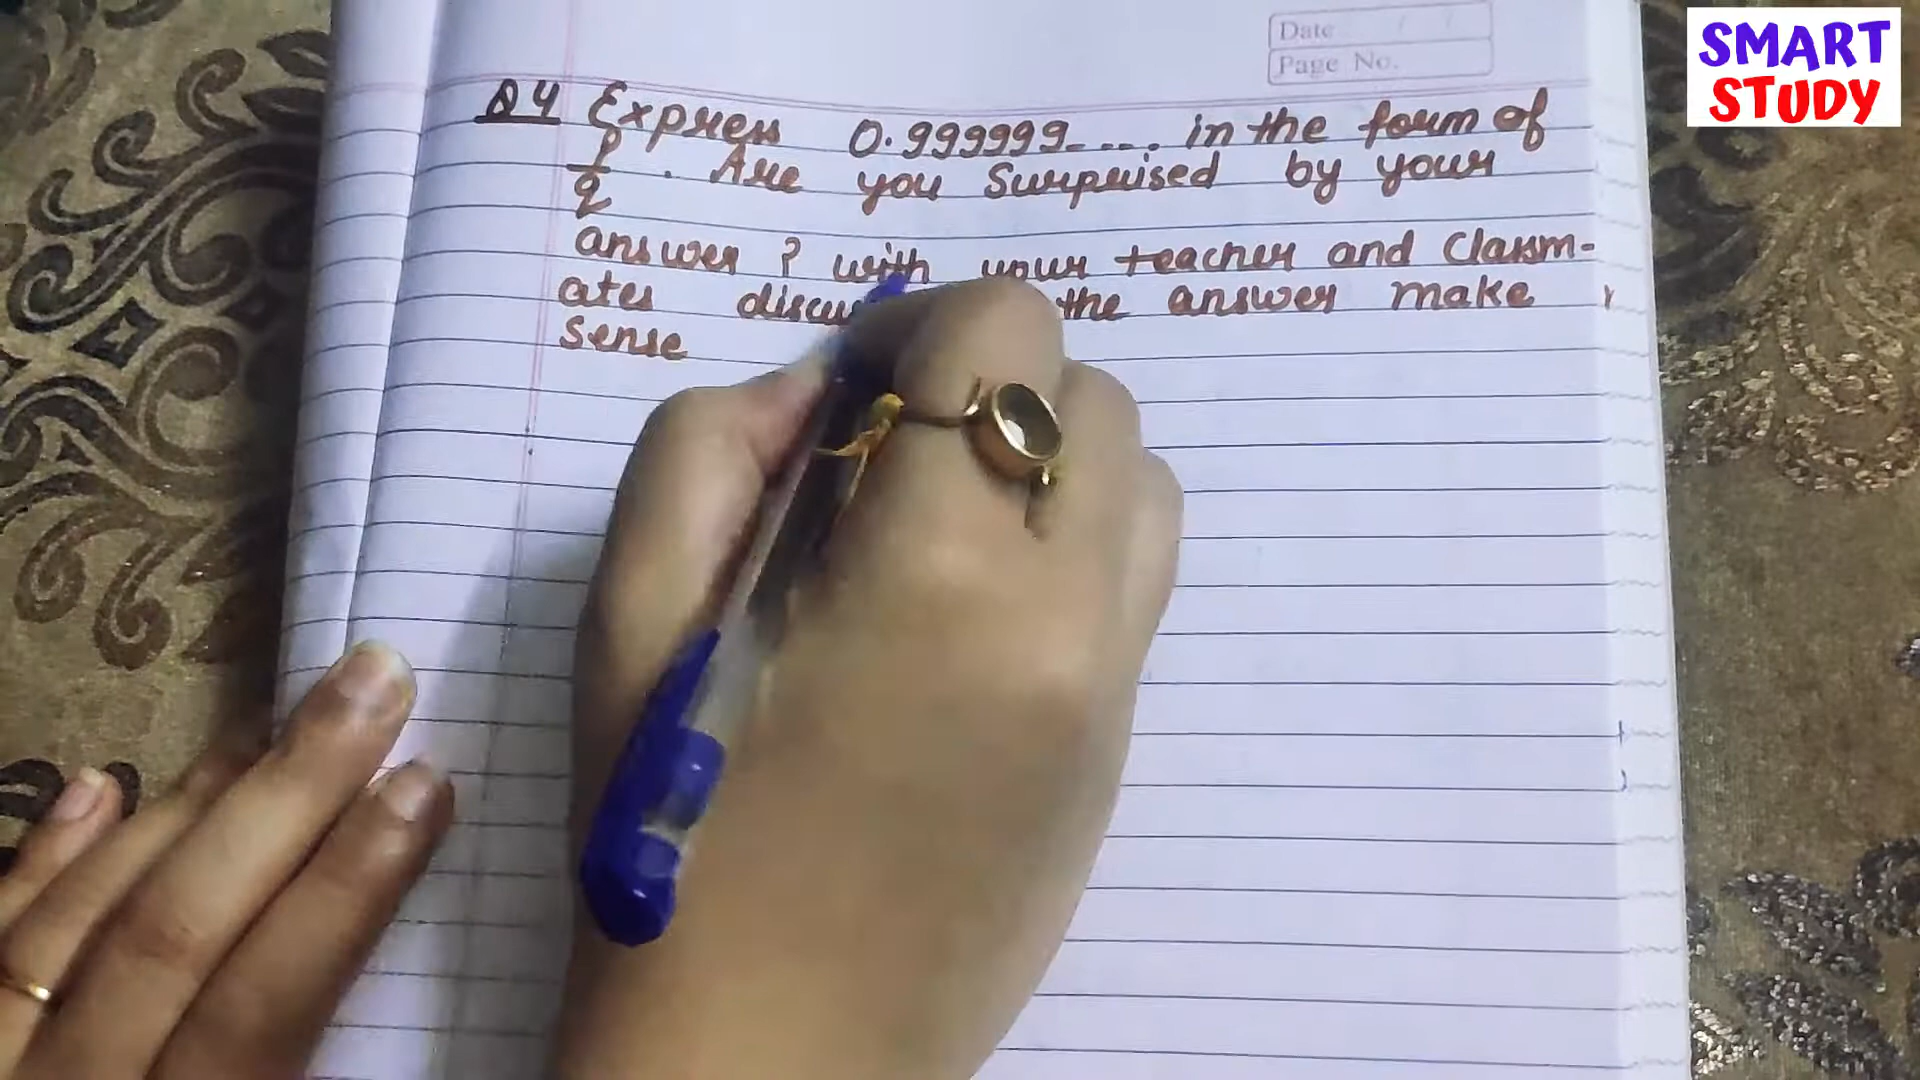 Date
Page No.
SMART
STUDY
Q4 Express 0.999999.... in the form of
p/q . Are you Surprised by your
answer ? with your teacher and Classm-
ates the answer make
sense